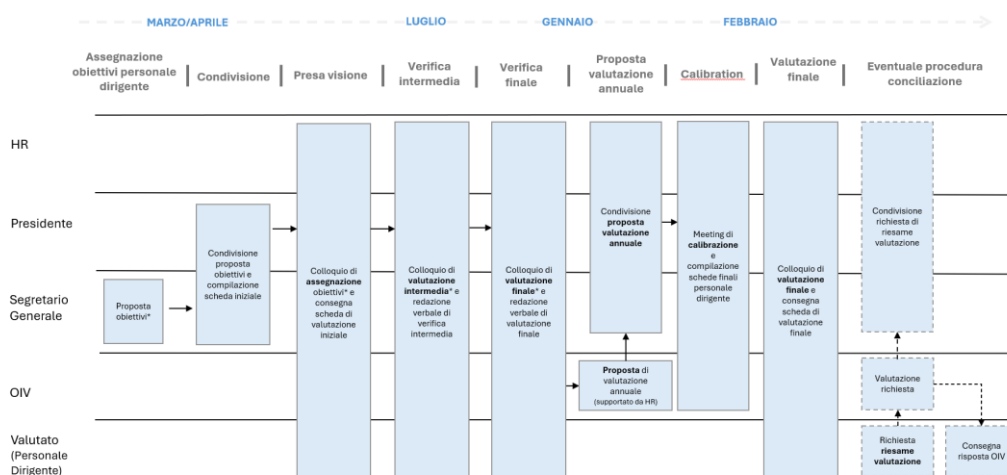 MARZO/APRILE
LUGLIO
GENNAIO
FEBBRAIO
Assegnazione
obiettivi personale
dirigente
Condivisione
Presa visione
Verifica
intermedia
Verifica
finale
Proposta
valutazione
annuale
Calibration
Valutazione
finale
Eventuale procedura
conciliazione
HR
Presidente
Segretario
Generale
OIV
Valutato
(Personale
Dirigente)
Proposta
obiettivi*
Condivisione
proposta
obiettivi e
compilazione
scheda iniziale
Colloquio di
assegnazione
obiettivi* e
consegna
scheda di
valutazione
iniziale
Colloquio di
valutazione
intermedia* e
redazione
verbale di
verifica
intermedia
Colloquio di
valutazione
finale* e
redazione
verbale di
valutazione
finale
Condivisione
proposta
valutazione
annuale
Proposta di
valutazione
annuale
(supportato da HR)
Meeting di
calibrazione
e
compilazione
schede finali
personale
dirigente
Colloquio di
valutazione
finale e
consegna
scheda di
valutazione
finale
Condivisione
richiesta di
riesame
valutazione
Valutazione
richiesta
Richiesta
riesame
valutazione
Consegna
risposta OIV